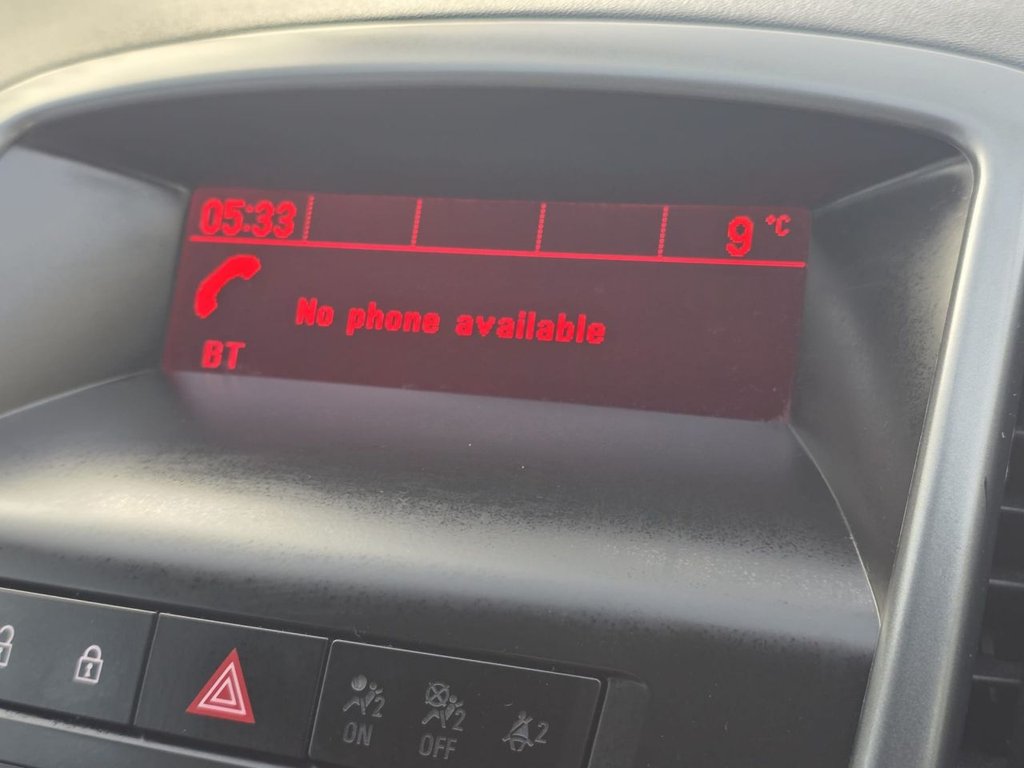 05:33 9 °C
No phone available
BT
2 2 2
ON OFF